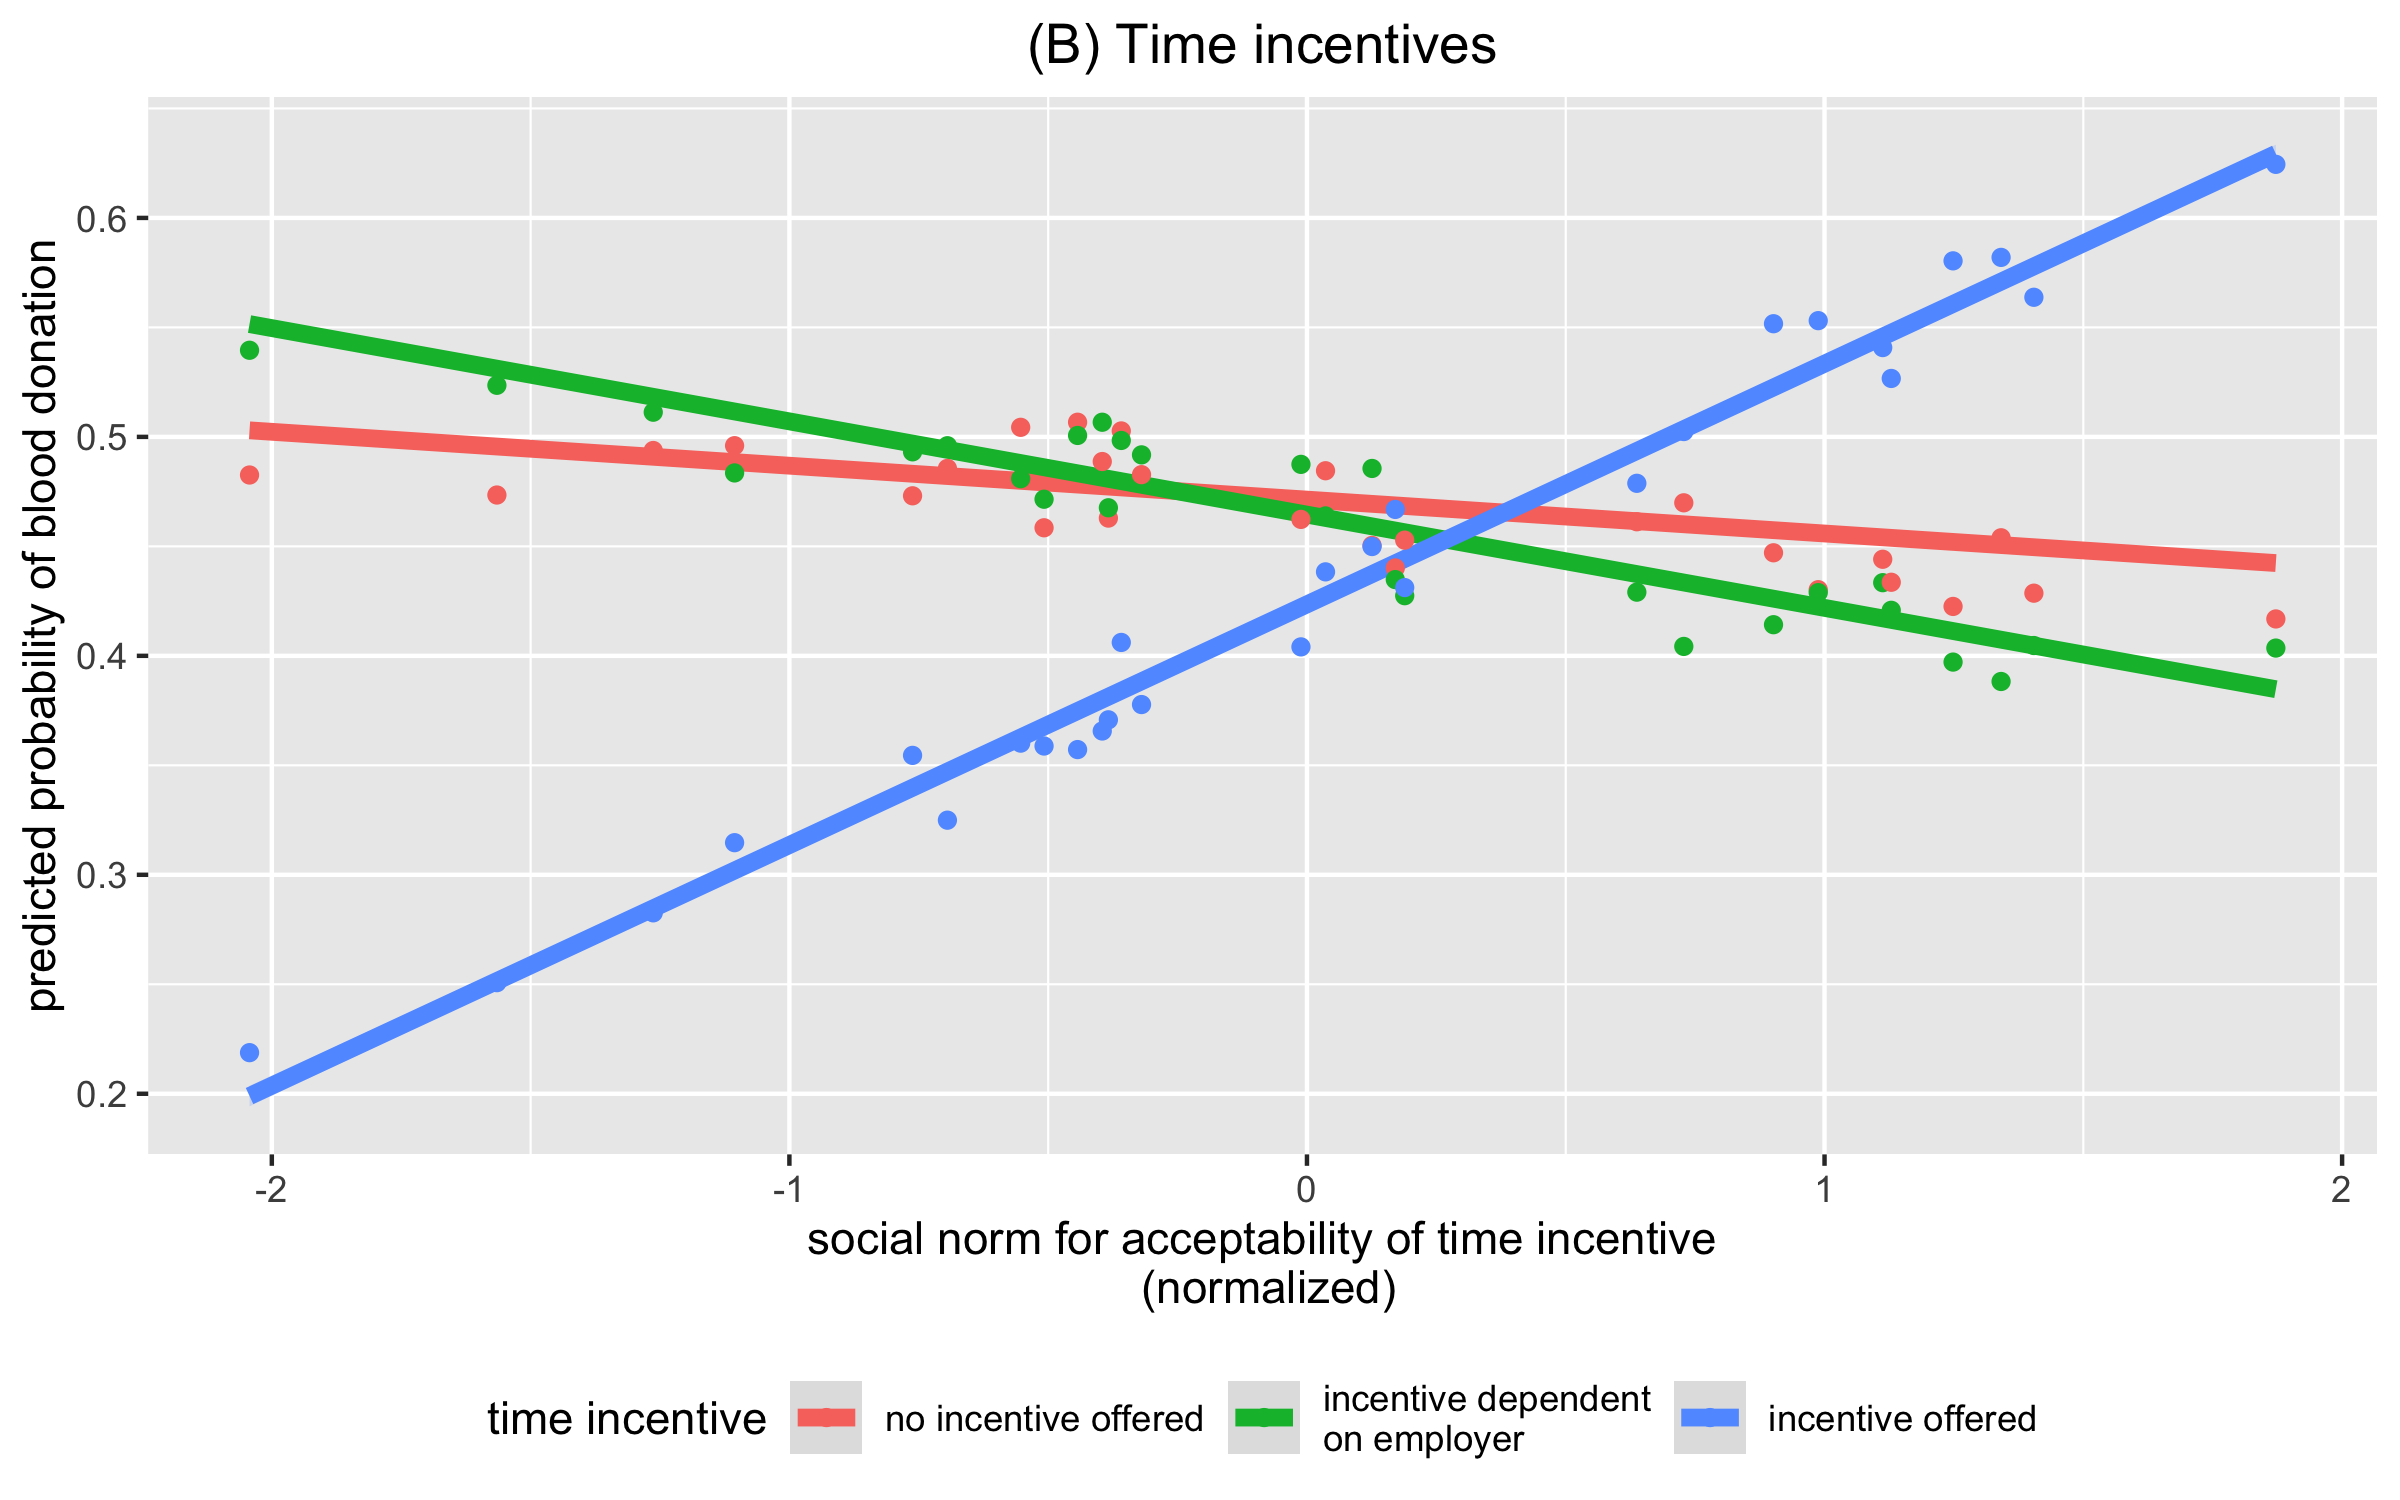 (B) Time incentives
predicted probability of blood donation
0.6
0.5
0.4
0.3
0.2
-2
-1
0
1
2
social norm for acceptability of time incentive
(normalized)
time incentive
no incentive offered
incentive dependent
on employer
incentive offered